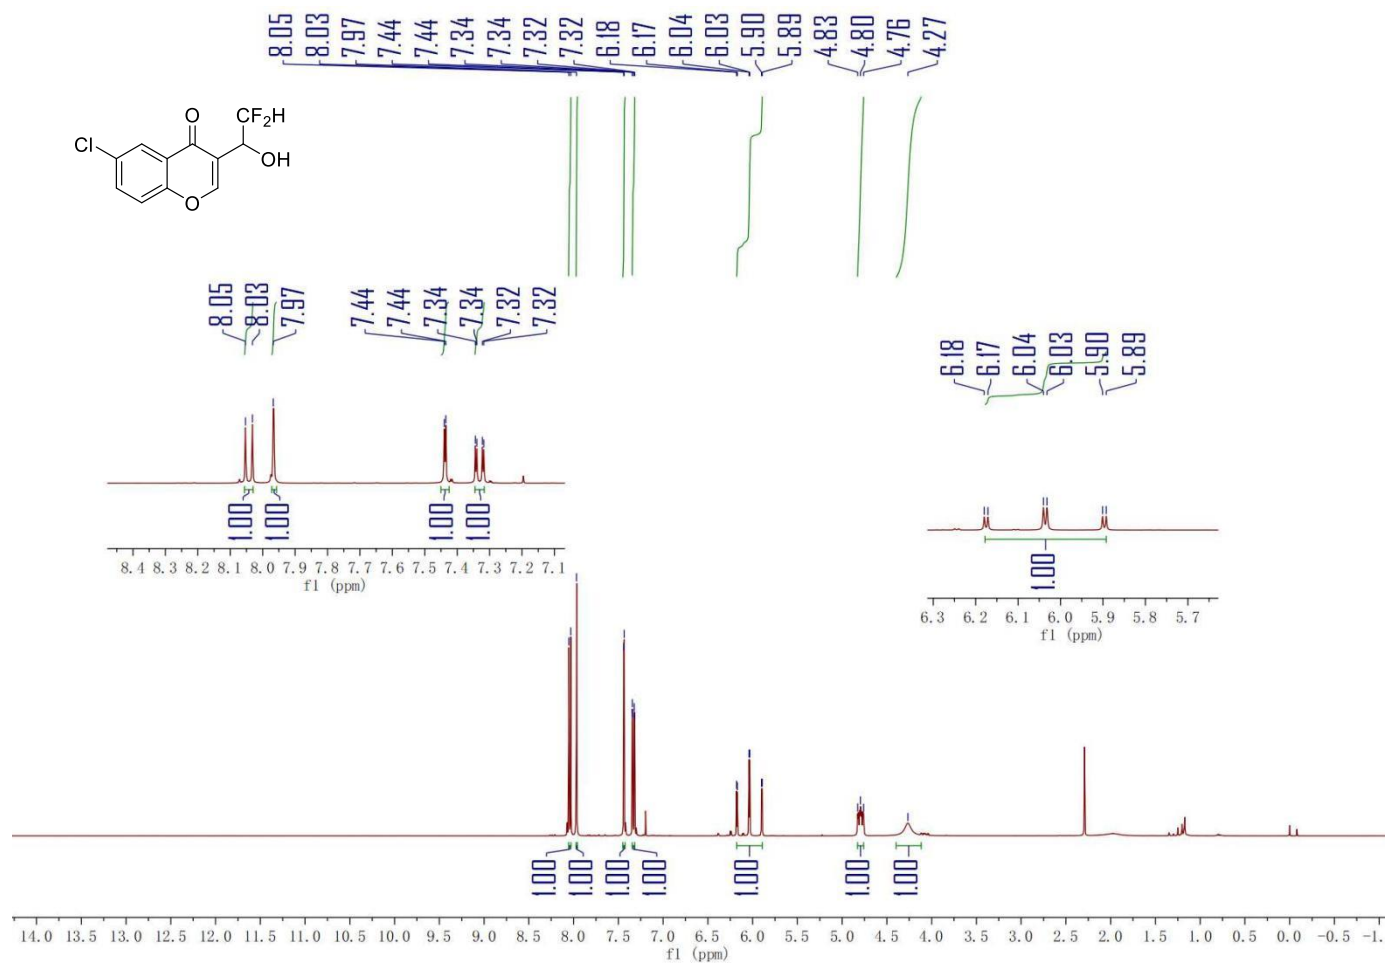 8.05 8.03 7.97 7.44 7.44 7.34 7.34 7.32 7.32 6.18 6.17 6.04 6.03 5.90 5.89 4.83 4.80 4.76 4.27
O CF₂H
Cl
OH
O
8.05 8.03 7.97 7.44 7.44 7.34 7.34 7.32 7.32
6.18 6.17 6.04 6.03 5.90 5.89
1.00 1.00 1.00 1.00
8.4 8.3 8.2 8.1 8.0 7.9 7.8 7.7 7.6 7.5 7.4 7.3 7.2 7.1
f1 (ppm)
1.00
6.3 6.2 6.1 6.0 5.9 5.8 5.7
f1 (ppm)
1.00 1.00 1.00 1.00 1.00 1.00 1.00
14.0 13.5 13.0 12.5 12.0 11.5 11.0 10.5 10.0 9.5 9.0 8.5 8.0 7.5 7.0 6.5 6.0 5.5 5.0 4.5 4.0 3.5 3.0 2.5 2.0 1.5 1.0 0.5 0.0 -0.5 -1.
f1 (ppm)